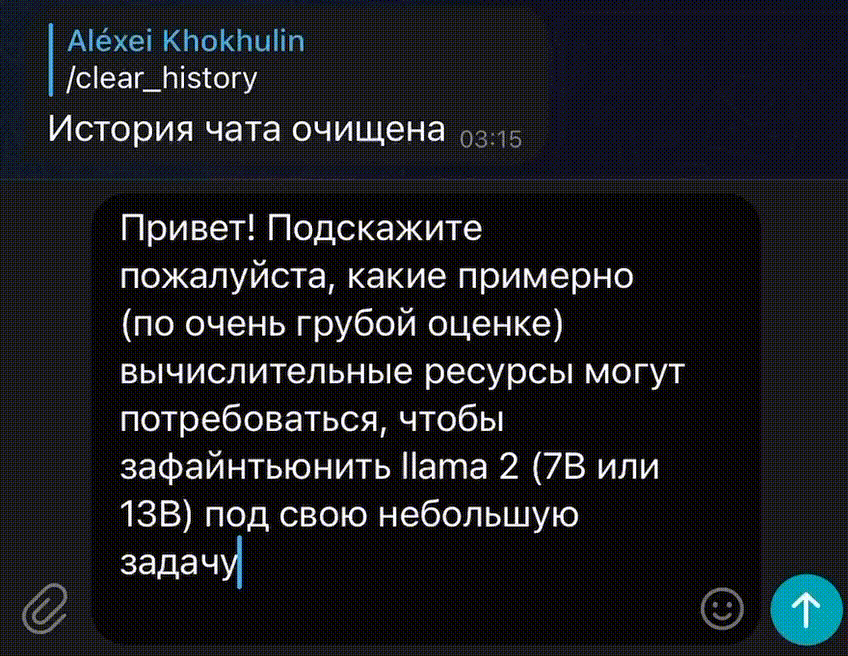 Aléxei Khokhulin
/clear_history
История чата очищена 03:15
Привет! Подскажите
пожалуйста, какие примерно
(по очень грубой оценке)
вычислительные ресурсы могут
потребоваться, чтобы
зафайнтьюнить llama 2 (7B или
13B) под свою небольшую
задачу